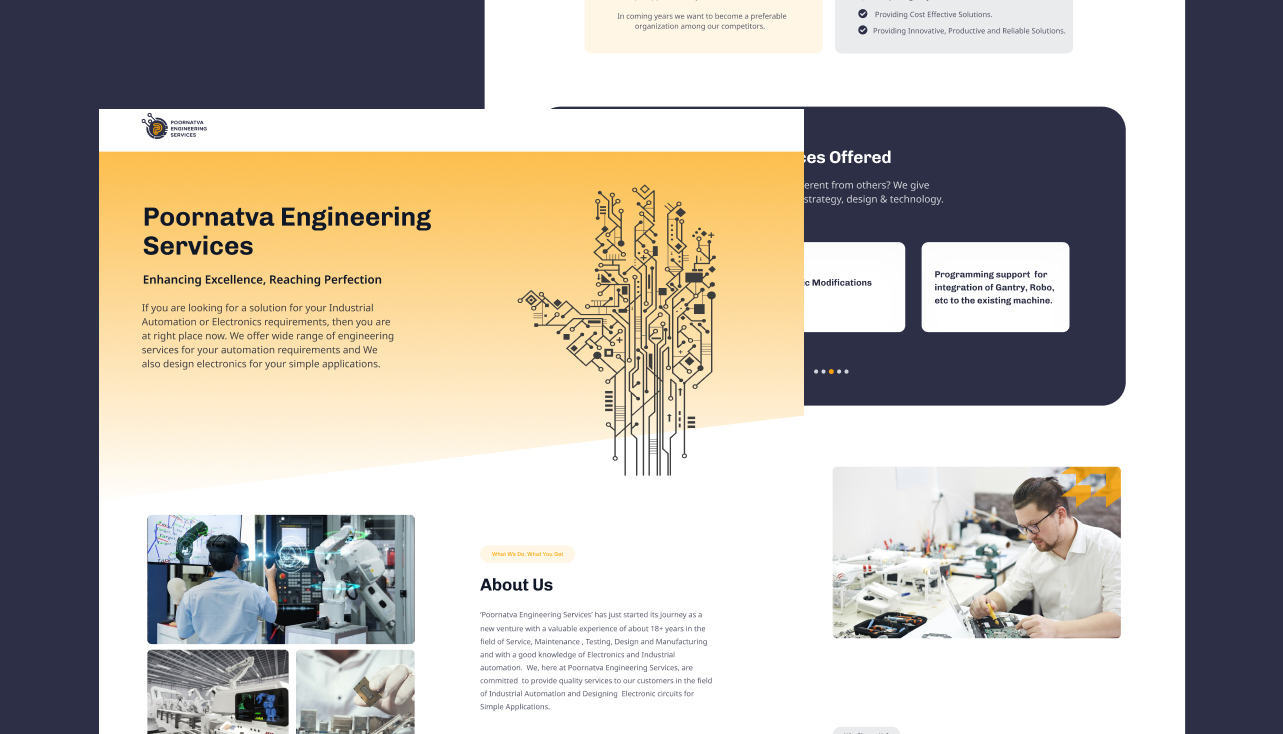 In coming years we want to become a preferable
organization among our competitors.
Providing Cost Effective Solutions.
Providing Innovative, Productive and Reliable Solutions.
POORNATVA
ENGINEERING
SERVICES
Poornatva Engineering
Services
Enhancing Excellence, Reaching Perfection
If you are looking for a solution for your Industrial
Automation or Electronics requirements, then you are
at right place now. We offer wide range of engineering
services for your automation requirements and We
also design electronics for your simple applications.
Offered
from others? We give
strategy, design & technology.
Modifications
Programming support for
integration of Gantry, Robo,
etc to the existing machine.
What We Do, What You Get
About Us
'Poornatva Engineering Services' has just started its journey as a
new venture with a valuable experience of about 18+ years in the
field of Service, Maintenance , Testing, Design and Manufacturing
and with a good knowledge of Electronics and Industrial
automation. We, here at Poornatva Engineering Services, are
committed to provide quality services to our customers in the field
of Industrial Automation and Designing Electronic circuits for
Simple Applications.